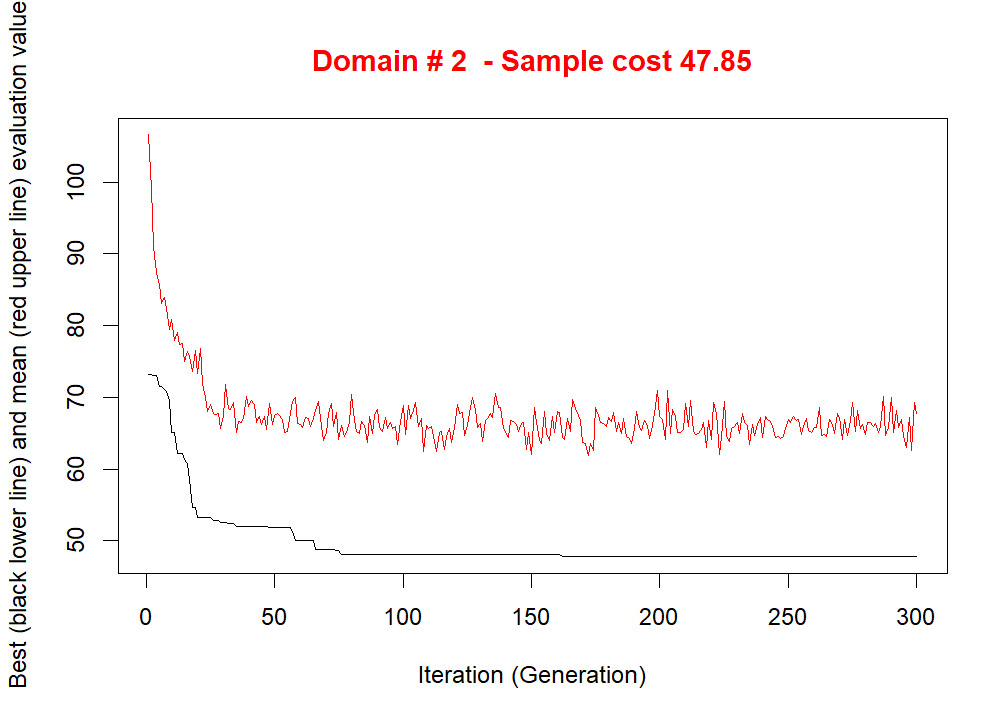 Domain # 2  - Sample cost 47.85
Best (black lower line) and mean (red upper line) evaluation value
100
90
80
70
60
50
0 50 100 150 200 250 300
Iteration (Generation)